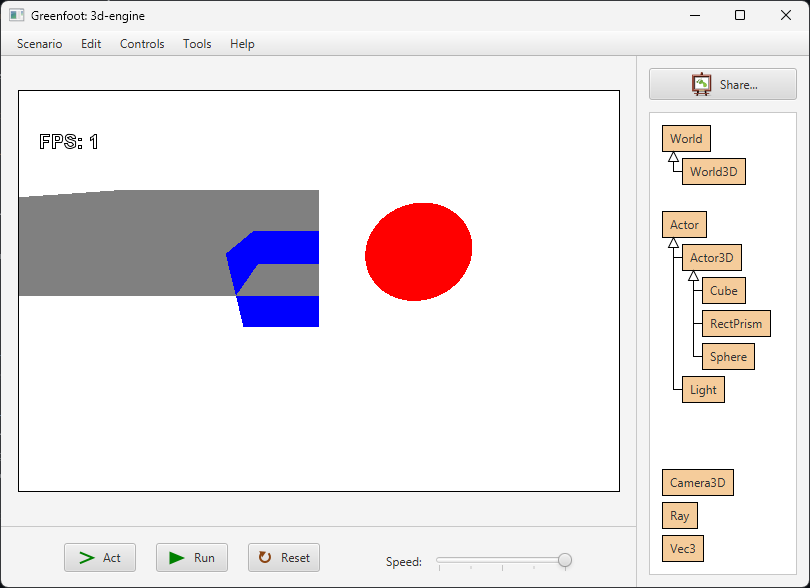 Greenfoot: 3d-engine
Scenario Edit Controls Tools Help
FPS: 1
Share...
World
World3D
Actor
Actor3D
Cube
RectPrism
Sphere
Light
Camera3D
Ray
Vec3
Act Run Reset Speed: